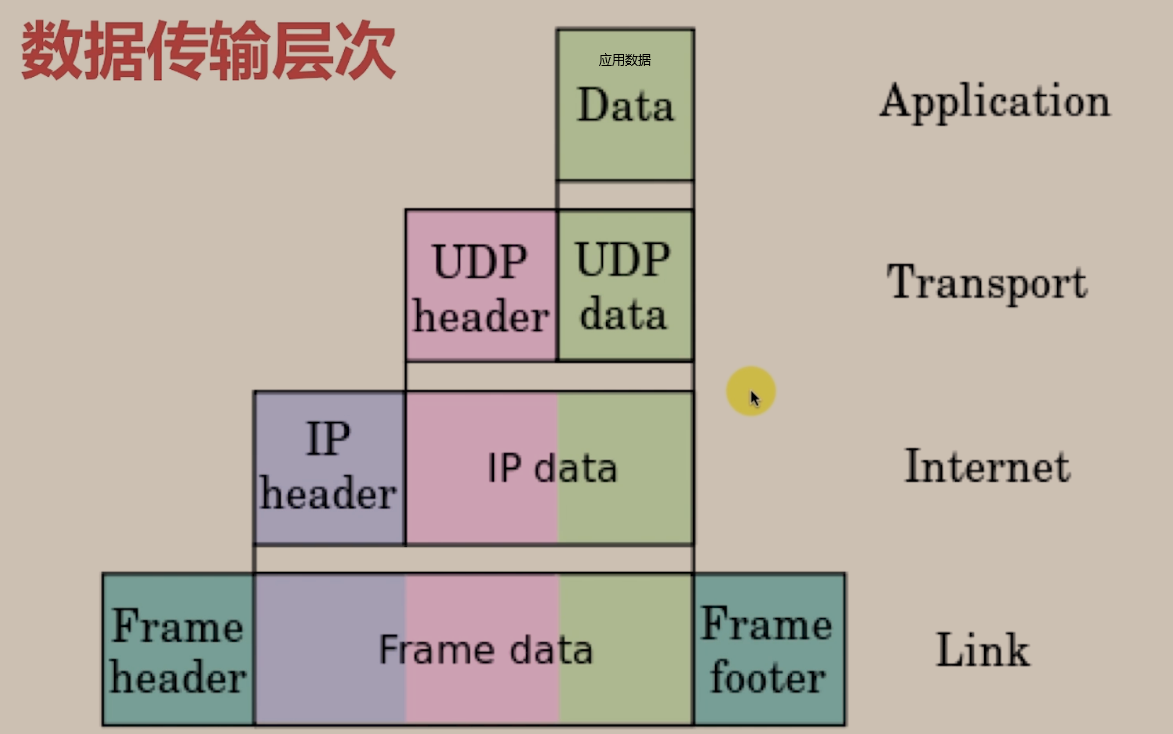 数据传输层次
应用数据
Data
Application
UDP
header
UDP
data
Transport
IP
header
IP data
Internet
Frame
header
Frame data
Frame
footer
Link